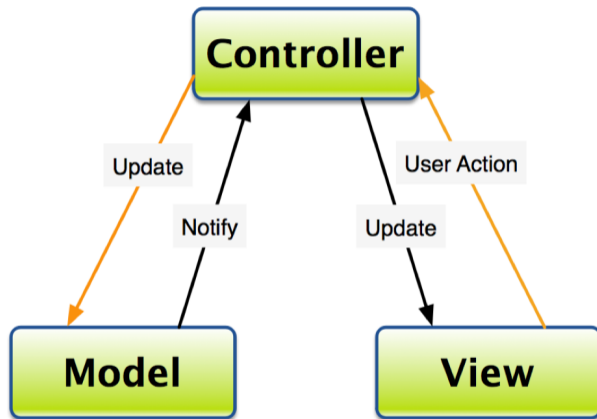 Controller
Update
User Action
Notify
Update
Model
View